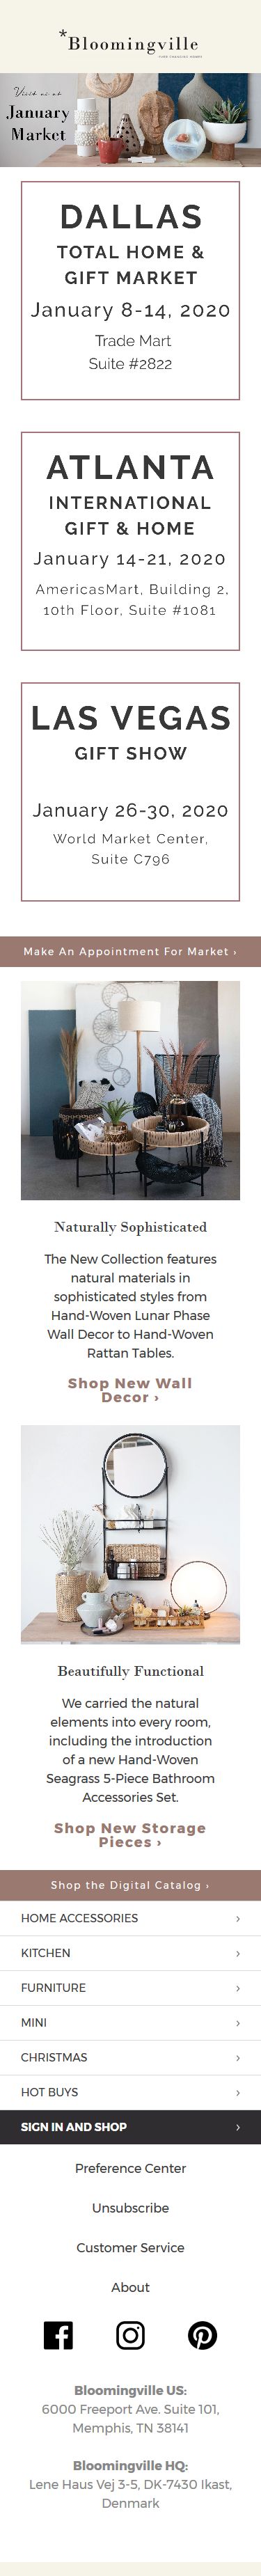 *Bloomingville
Visit us at
January
Market
DALLAS
TOTAL HOME &
GIFT MARKET
January 8-14, 2020
Trade Mart
Suite #2822
ATLANTA
INTERNATIONAL
GIFT & HOME
January 14-21, 2020
AmericasMart, Building 2,
10th Floor, Suite #1081
LAS VEGAS
GIFT SHOW
January 26-30, 2020
World Market Center,
Suite C796
Make An Appointment For Market ›
Naturally Sophisticated
The New Collection features
natural materials in
sophisticated styles from
Hand-Woven Lunar Phase
Wall Decor to Hand-Woven
Rattan Tables.
Shop New Wall
Decor ›
Beautifully Functional
We carried the natural
elements into every room,
including the introduction
of a new Hand-Woven
Seagrass 5-Piece Bathroom
Accessories Set.
Shop New Storage
Pieces ›
Shop the Digital Catalog ›
HOME ACCESSORIES ›
KITCHEN ›
FURNITURE ›
MINI ›
CHRISTMAS ›
HOT BUYS ›
SIGN IN AND SHOP ›
Preference Center
Unsubscribe
Customer Service
About
Bloomingville US:
6000 Freeport Ave. Suite 101,
Memphis, TN 38141
Bloomingville HQ:
Lene Haus Vej 3-5, DK-7430 Ikast,
Denmark